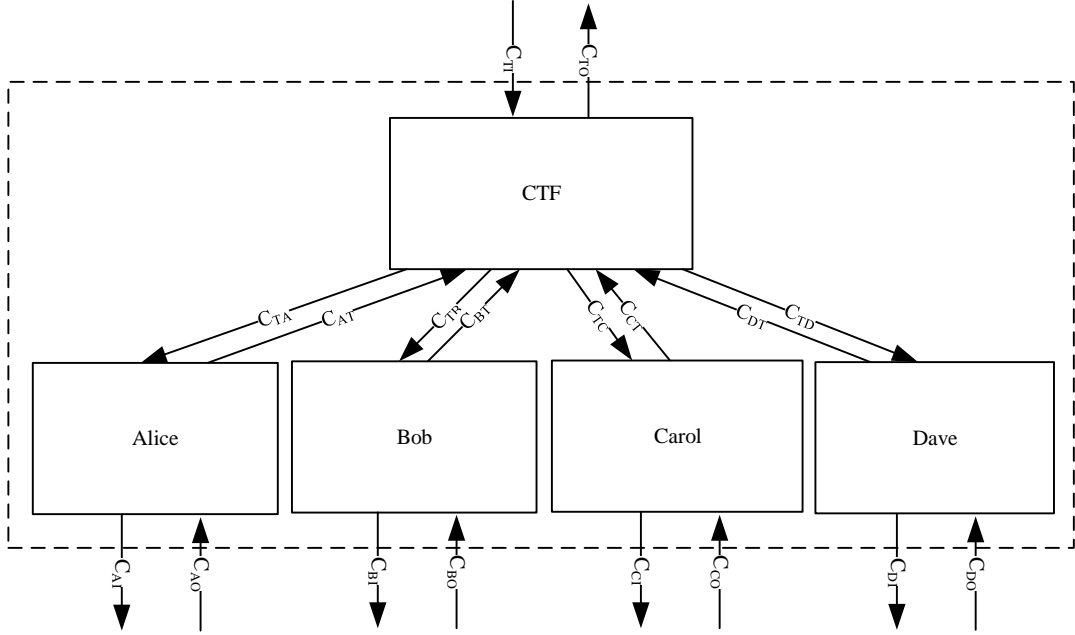 C_TI
C_TO
CTF
C_TA
C_AT
C_TB
C_BT
C_TC
C_CT
C_DT
C_TD
Alice
Bob
Carol
Dave
C_AI
C_AO
C_BI
C_BO
C_CI
C_CO
C_DI
C_DO